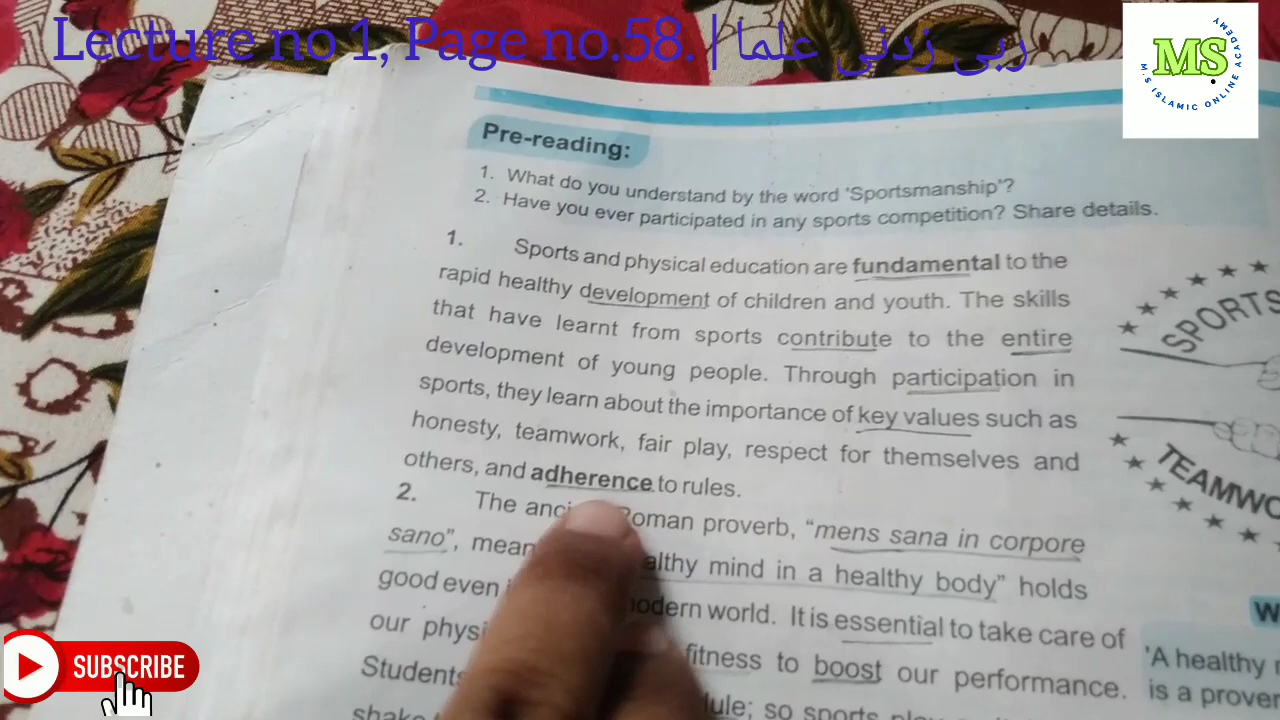 Lecture no 1, Page no.58. | ربی زدنی علما
MS
M.S ISLAMIC ONLINE ACADEMY
Pre-reading:
1. What do you understand by the word 'Sportsmanship'?
2. Have you ever participated in any sports competition? Share details.
1. Sports and physical education are fundamental to the
rapid healthy development of children and youth. The skills
that have learnt from sports contribute to the entire
development of young people. Through participation in
sports, they learn about the importance of key values such as
honesty, teamwork, fair play, respect for themselves and
others, and adherence to rules.
2. The Roman proverb, "mens sana in corpore
sano", mind in a healthy body" holds
good even modern world. It is essential to take care of
our fitness to boost our performance.
Students so sports
shake
SPORTS
TEAMWO
'A healthy
is a prover
SUBSCRIBE